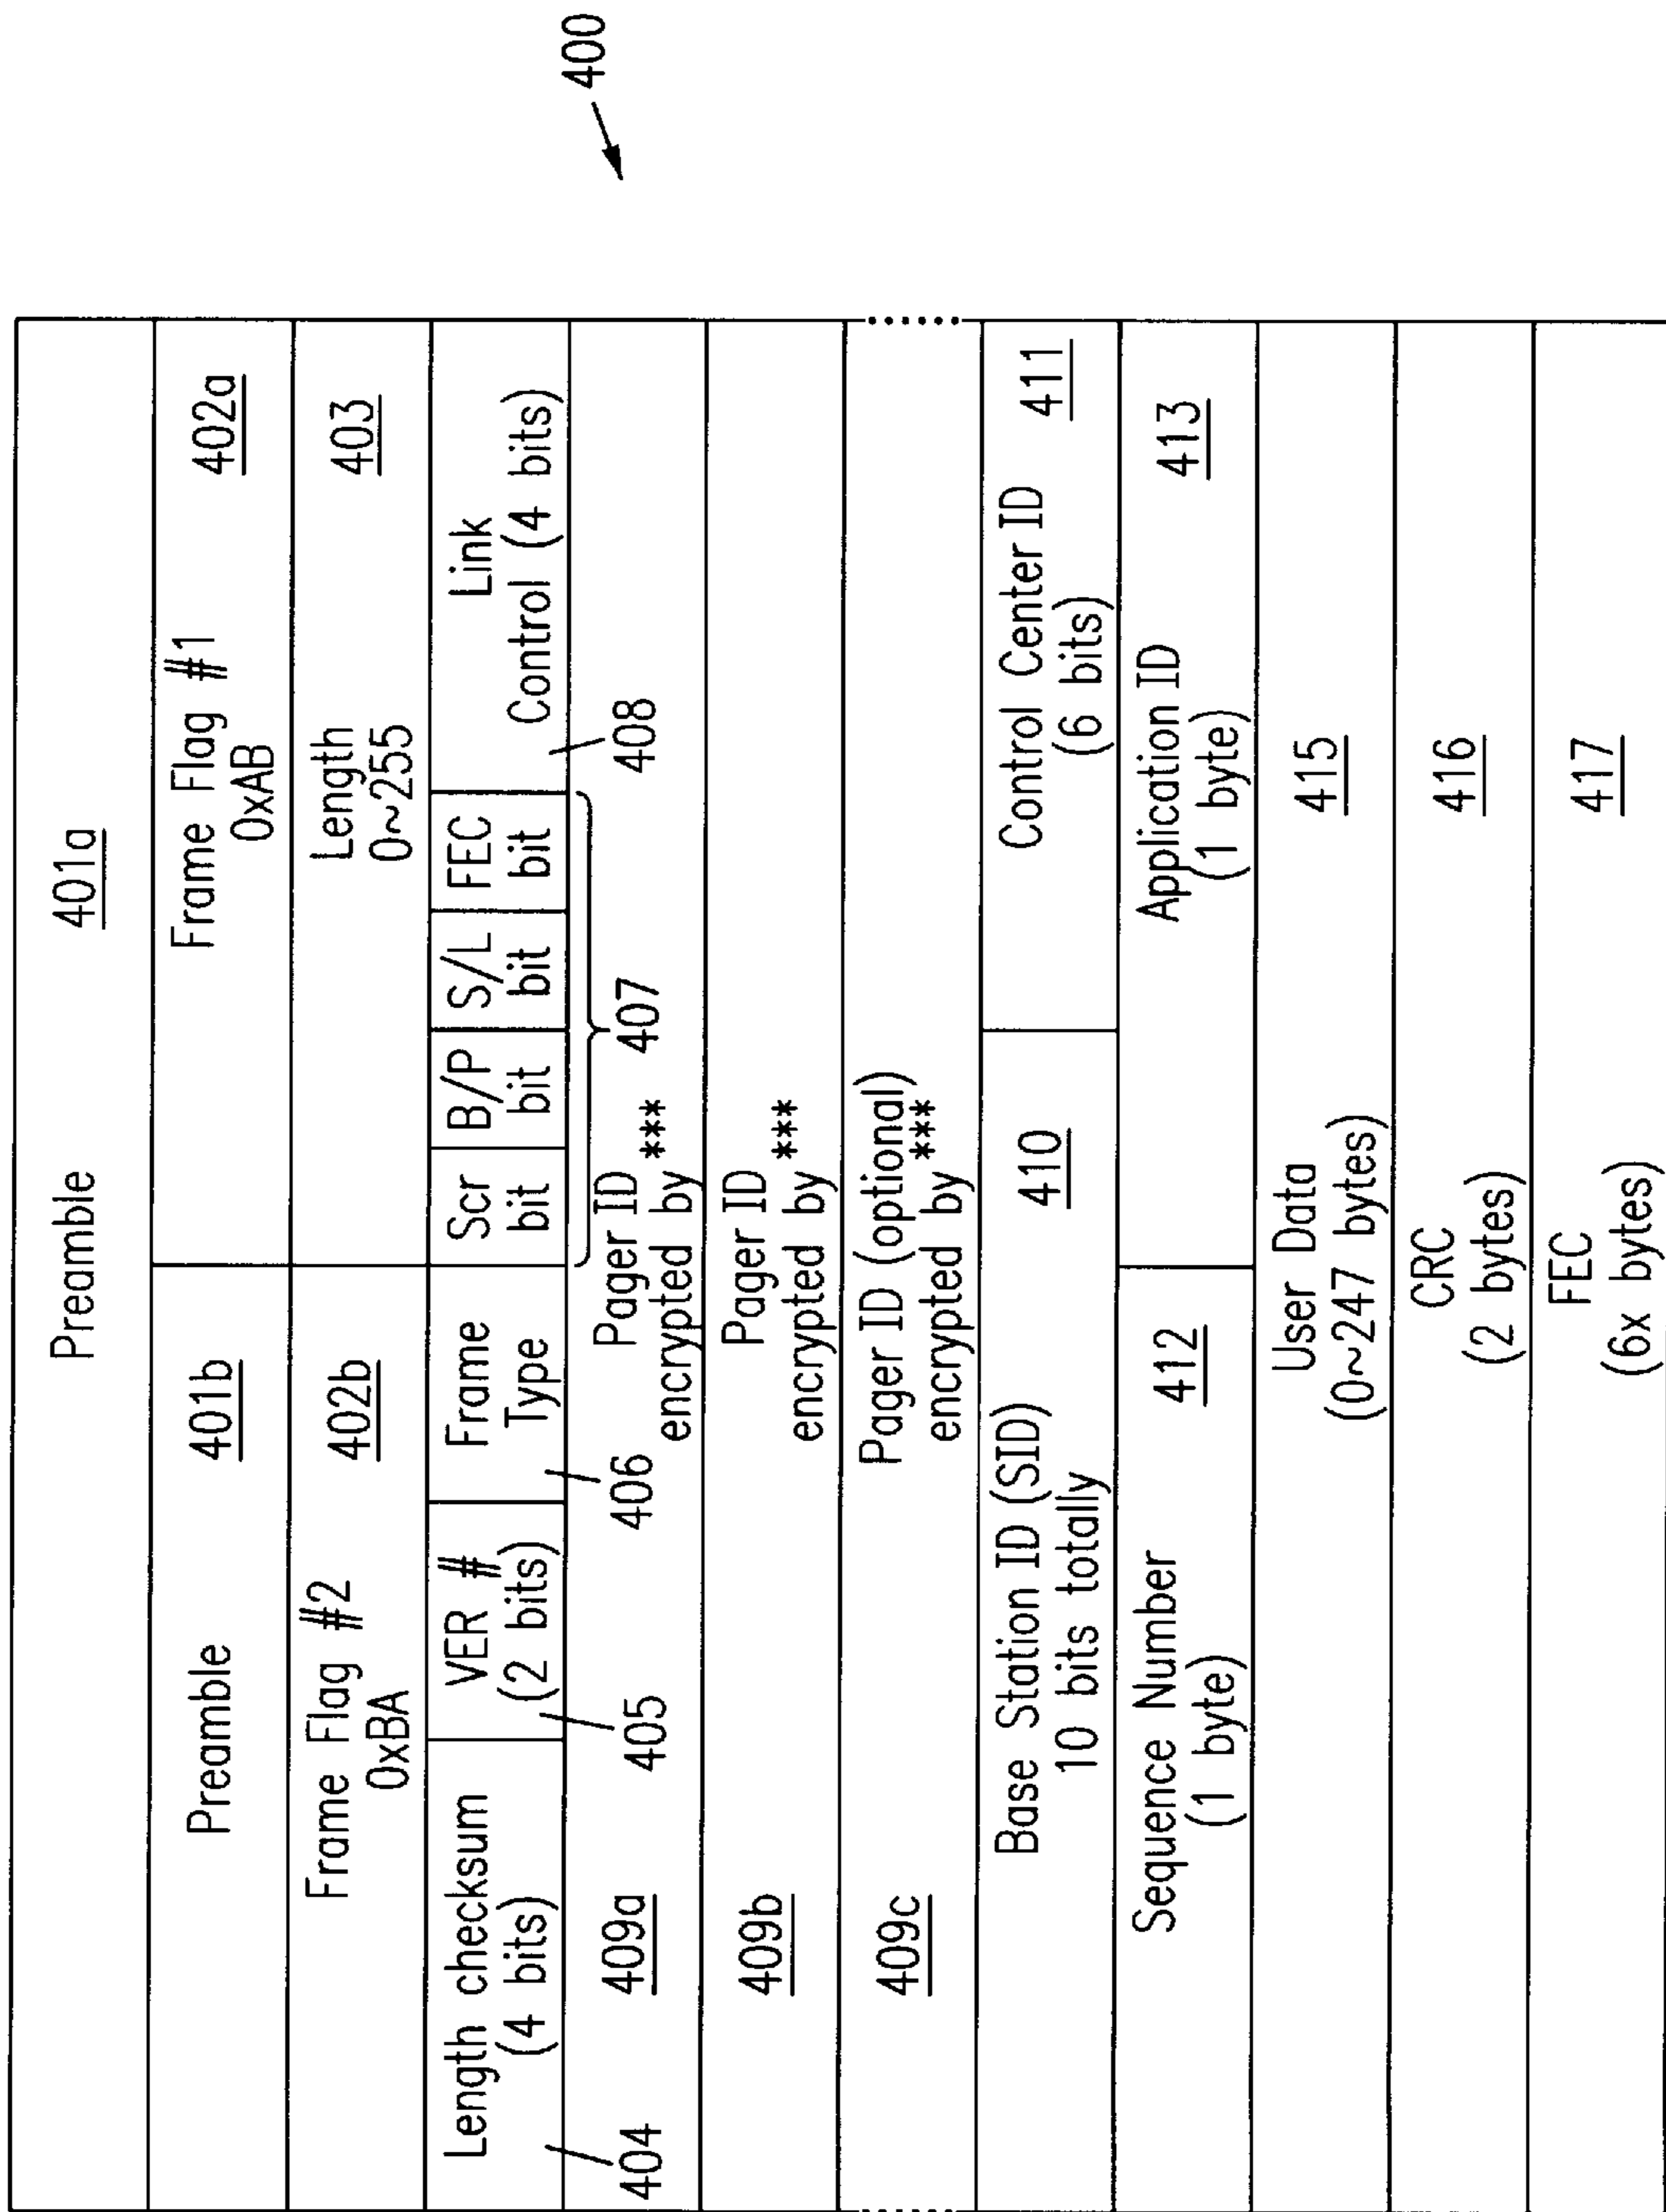 400
Preamble 401a
Preamble 401b
Frame Flag #1 402a
0xAB
Frame Flag #2 402b
0xBA
Length 403
0~255
Length checksum
(4 bits)
VER #
(2 bits)
Frame
Type
Scr
bit
B/P
bit
S/L
bit
FEC
bit
Link
Control (4 bits)
404
405
406
407
408
409a
Pager ID
encrypted by ***
409b
Pager ID
encrypted by ***
409c
Pager ID (optional)
encrypted by ***
Base Station ID (SID) 410
10 bits totally
Control Center ID 411
(6 bits)
Sequence Number 412
(1 byte)
Application ID 413
(1 byte)
User Data 415
(0~247 bytes)
CRC 416
(2 bytes)
FEC 417
(6x bytes)